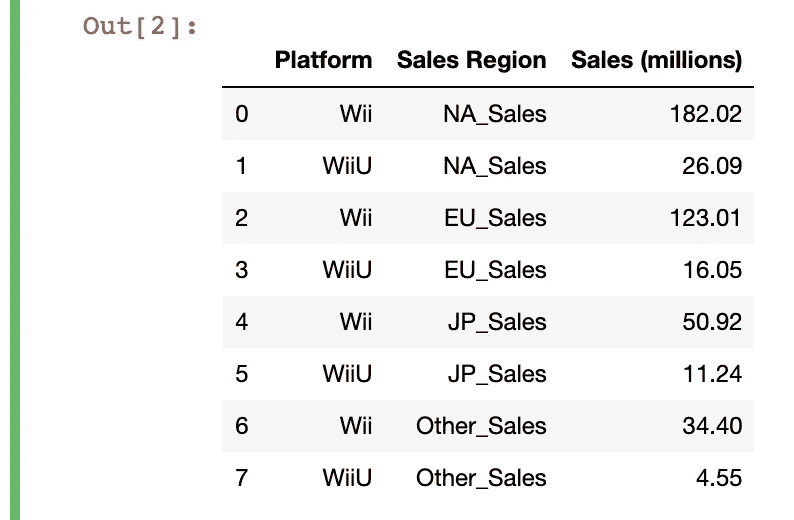 Out[2]:
Platform Sales Region Sales (millions)
0 Wii NA_Sales 182.02
1 WiiU NA_Sales 26.09
2 Wii EU_Sales 123.01
3 WiiU EU_Sales 16.05
4 Wii JP_Sales 50.92
5 WiiU JP_Sales 11.24
6 Wii Other_Sales 34.40
7 WiiU Other_Sales 4.55